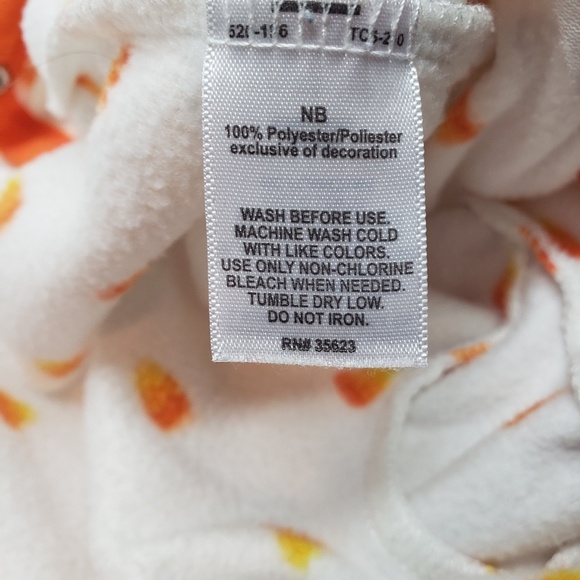 NB
100% Polyester/Poliester
exclusive of decoration
WASH BEFORE USE.
MACHINE WASH COLD
WITH LIKE COLORS.
USE ONLY NON-CHLORINE
BLEACH WHEN NEEDED.
TUMBLE DRY LOW.
DO NOT IRON.
RN# 35623